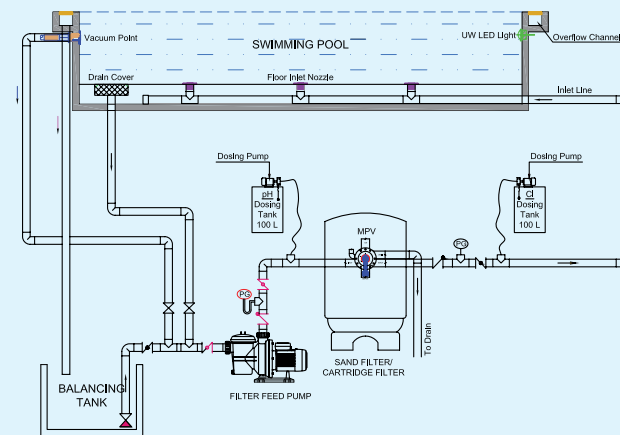 Vacuum Point
SWIMMING POOL
UW LED Light
Overflow Channel
Drain Cover
Floor Inlet Nozzle
Inlet Line
Dosing Pump
Dosing Pump
pH
Dosing
Tank
100 L
Cl
Dosing
Tank
100 L
MPV
PG
PG
To Drain
SAND FILTER/
CARTRIDGE FILTER
BALANCING
TANK
FILTER FEED PUMP